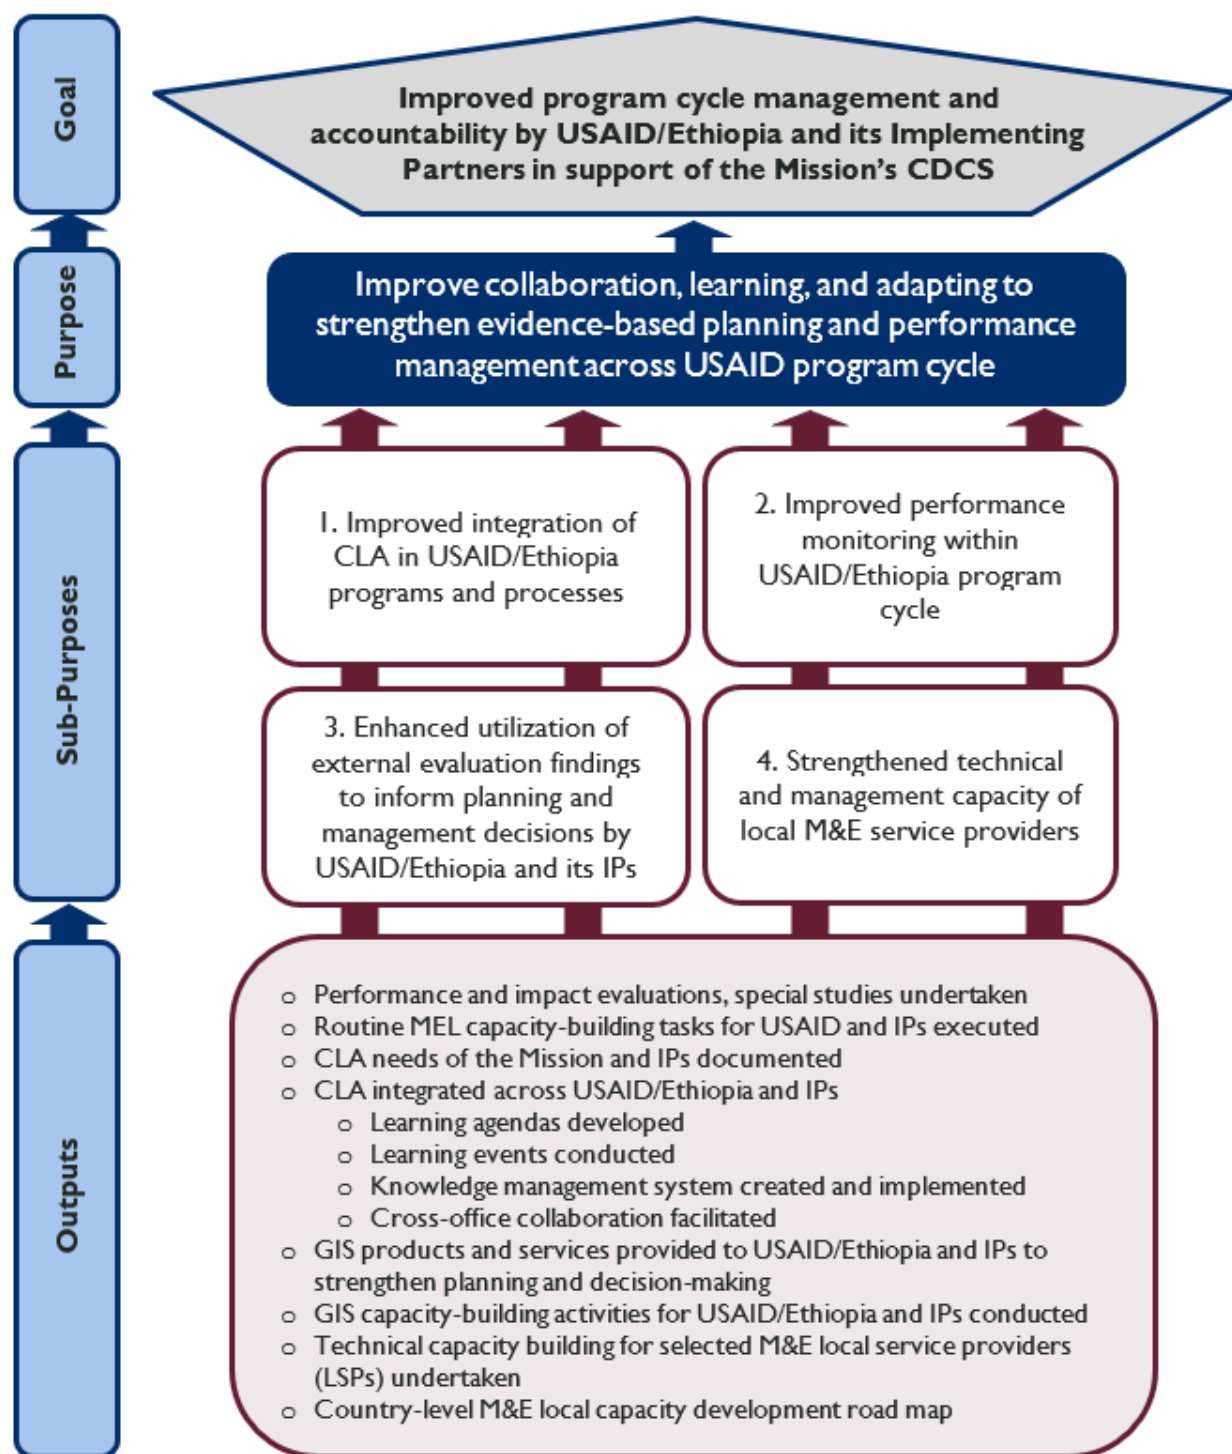 Goal
Improved program cycle management and
accountability by USAID/Ethiopia and its Implementing
Partners in support of the Mission's CDCS
Purpose
Improve collaboration, learning, and adapting to
strengthen evidence-based planning and performance
management across USAID program cycle
Sub-Purposes
1. Improved integration of
CLA in USAID/Ethiopia
programs and processes
2. Improved performance
monitoring within
USAID/Ethiopia program
cycle
3. Enhanced utilization of
external evaluation findings
to inform planning and
management decisions by
USAID/Ethiopia and its IPs
4. Strengthened technical
and management capacity of
local M&E service providers
Outputs
o Performance and impact evaluations, special studies undertaken
o Routine MEL capacity-building tasks for USAID and IPs executed
o CLA needs of the Mission and IPs documented
o CLA integrated across USAID/Ethiopia and IPs
o Learning agendas developed
o Learning events conducted
o Knowledge management system created and implemented
o Cross-office collaboration facilitated
o GIS products and services provided to USAID/Ethiopia and IPs to
strengthen planning and decision-making
o GIS capacity-building activities for USAID/Ethiopia and IPs conducted
o Technical capacity building for selected M&E local service providers
(LSPs) undertaken
o Country-level M&E local capacity development road map